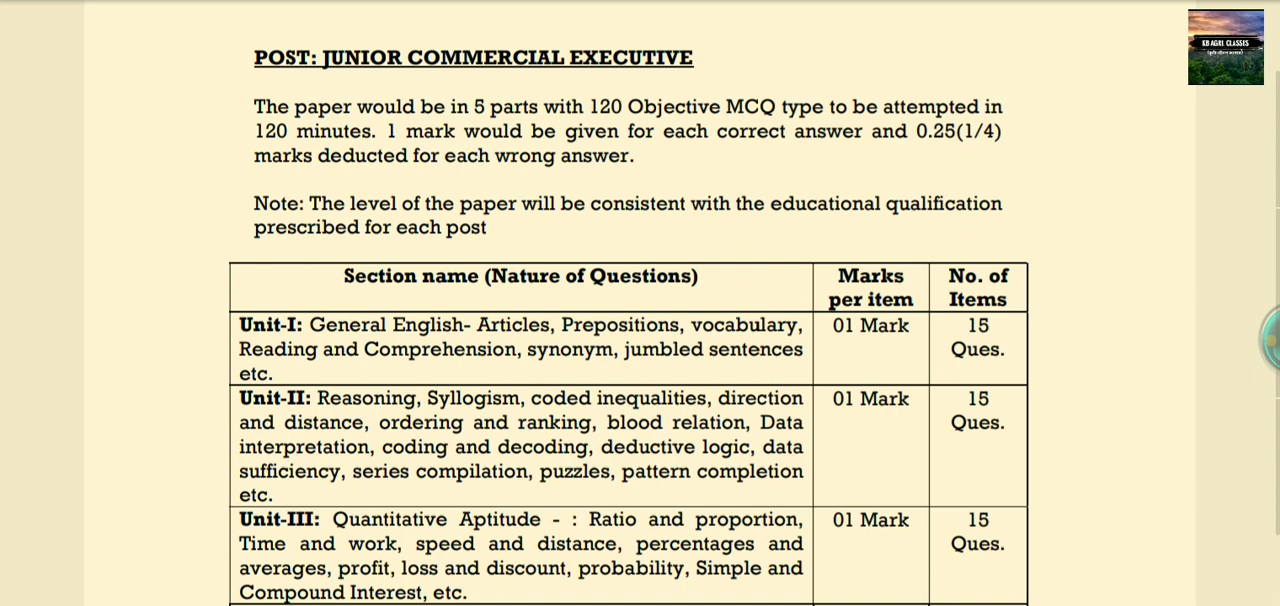 KB AGRI CLASSES
POST: JUNIOR COMMERCIAL EXECUTIVE
The paper would be in 5 parts with 120 Objective MCQ type to be attempted in
120 minutes. 1 mark would be given for each correct answer and 0.25(1/4)
marks deducted for each wrong answer.
Note: The level of the paper will be consistent with the educational qualification
prescribed for each post
Section name (Nature of Questions)
Marks
per item
No. of
Items
Unit-I: General English- Articles, Prepositions, vocabulary,
Reading and Comprehension, synonym, jumbled sentences
etc.
01 Mark
15
Ques.
Unit-II: Reasoning, Syllogism, coded inequalities, direction
and distance, ordering and ranking, blood relation, Data
interpretation, coding and decoding, deductive logic, data
sufficiency, series compilation, puzzles, pattern completion
etc.
01 Mark
15
Ques.
Unit-III: Quantitative Aptitude - : Ratio and proportion,
Time and work, speed and distance, percentages and
averages, profit, loss and discount, probability, Simple and
Compound Interest, etc.
01 Mark
15
Ques.